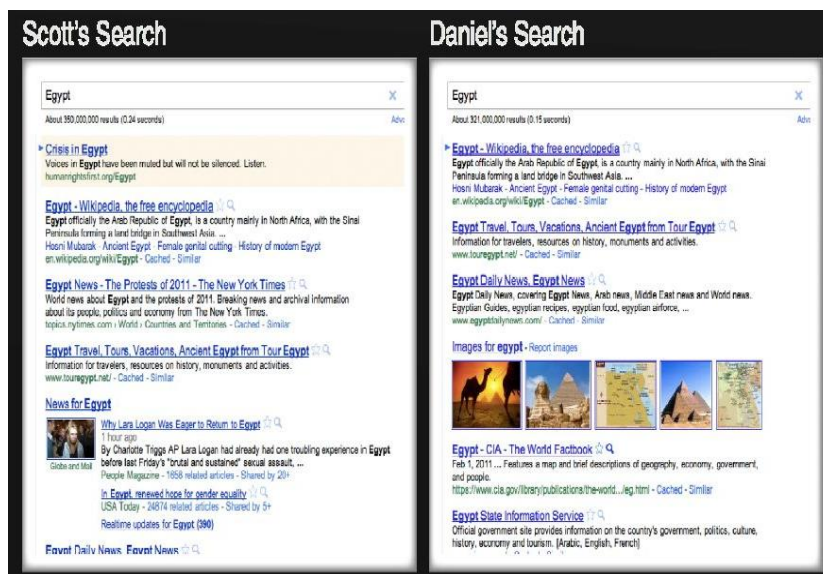 Scott's Search
Egypt
X
About 350,000,000 results (0.24 seconds)
Adv
Crisis in Egypt
Voices in Egypt have been muted but will not be silenced. Listen.
humanrightsfirst.org/Egypt
Egypt - Wikipedia, the free encyclopedia
Egypt officially the Arab Republic of Egypt, is a country mainly in North Africa, with the Sinai
Peninsula forming a land bridge in Southwest Asia. ...
Hosni Mubarak - Ancient Egypt - Female genital cutting - History of modern Egypt
en.wikipedia.org/wiki/Egypt - Cached - Similar
Egypt News - The Protests of 2011 - The New York Times
World news about Egypt and the protests of 2011. Breaking news and archival information
about its people, politics and economy from The New York Times.
topics.nytimes.com › World › Countries and Territories - Cached - Similar
Egypt Travel, Tours, Vacations, Ancient Egypt from Tour Egypt
Information for travelers, resources on history, monuments and activities.
www.touregypt.net/ - Cached - Similar
News for Egypt
Globe and Mail
Why Lara Logan Was Eager to Return to Egypt
1 hour ago
By Charlotte Triggs AP Lara Logan had already had one troubling experience in Egypt
before last Friday's "brutal and sustained" sexual assault, ...
People Magazine - 1656 related articles - Shared by 20+
In Egypt, renewed hope for gender equality
USA Today - 24874 related articles - Shared by 5+
Realtime updates for Egypt (390)
Egypt Daily News, Egypt News
Daniel's Search
Egypt
X
About 321,000,000 results (0.15 seconds)
Adv
Egypt - Wikipedia, the free encyclopedia
Egypt officially the Arab Republic of Egypt, is a country mainly in North Africa, with the Sinai
Peninsula forming a land bridge in Southwest Asia. ...
Hosni Mubarak - Ancient Egypt - Female genital cutting - History of modern Egypt
en.wikipedia.org/wiki/Egypt - Cached - Similar
Egypt Travel, Tours, Vacations, Ancient Egypt from Tour Egypt
Information for travelers, resources on history, monuments and activities.
www.touregypt.net/ - Cached - Similar
Egypt Daily News, Egypt News
Egypt Daily News, covering Egypt News, Arab news, Middle East news and World news.
Egyptian Guides, egyptian recipes, egyptian food, egyptian airforce, ...
www.egyptdailynews.com/ - Cached - Similar
Images for egypt - Report images
Egypt - CIA - The World Factbook
Feb 1, 2011 ... Features a map and brief descriptions of geography, economy, government,
and people.
https://www.cia.gov/library/publications/the-world.../eg.html - Cached - Similar
Egypt State Information Service
Official government site provides information on the country's government, politics, culture,
history, economy and tourism. [Arabic, English, French]